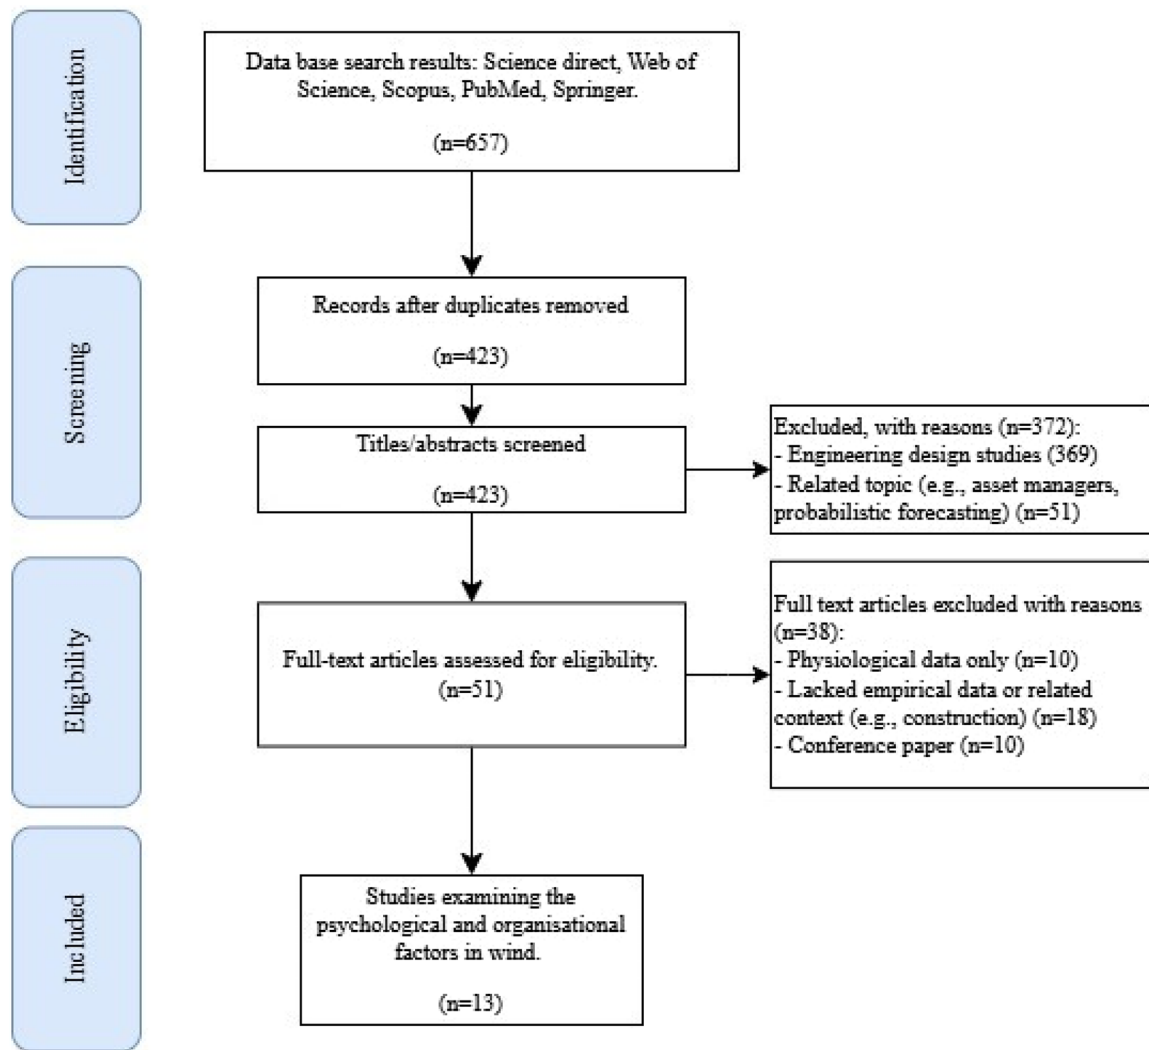 Identification
Data base search results: Science direct, Web of
Science, Scopus, PubMed, Springer.
(n=657)
Screening
Records after duplicates removed
(n=423)
Titles/abstracts screened
(n=423)
Excluded, with reasons (n=372):
- Engineering design studies (369)
- Related topic (e.g., asset managers,
probabilistic forecasting) (n=51)
Eligibility
Full-text articles assessed for eligibility.
(n=51)
Full text articles excluded with reasons
(n=38):
- Physiological data only (n=10)
- Lacked empirical data or related
context (e.g., construction) (n=18)
- Conference paper (n=10)
Included
Studies examining the
psychological and organisational
factors in wind.
(n=13)